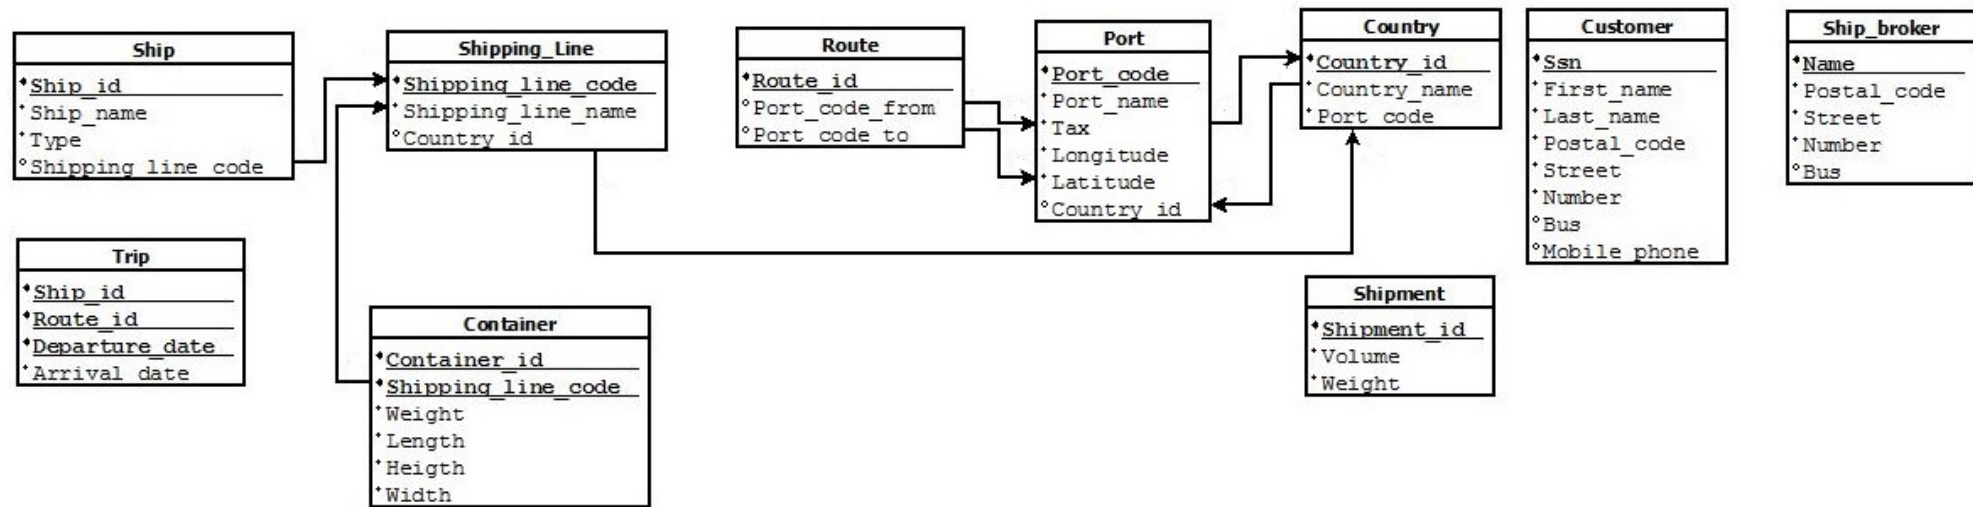 Ship
Ship_id
Ship_name
Type
Shipping_line_code
Shipping_Line
Shipping_line_code
Shipping_line_name
Country_id
Route
Route_id
Port_code_from
Port_code_to
Port
Port_code
Port_name
Tax
Longitude
Latitude
Country_id
Country
Country_id
Country_name
Port_code
Customer
Ssn
First_name
Last_name
Postal_code
Street
Number
Bus
Mobile_phone
Ship_broker
Name
Postal_code
Street
Number
Bus
Trip
Ship_id
Route_id
Departure_date
Arrival_date
Container
Container_id
Shipping_line_code
Weight
Length
Heigth
Width
Shipment
Shipment_id
Volume
Weight